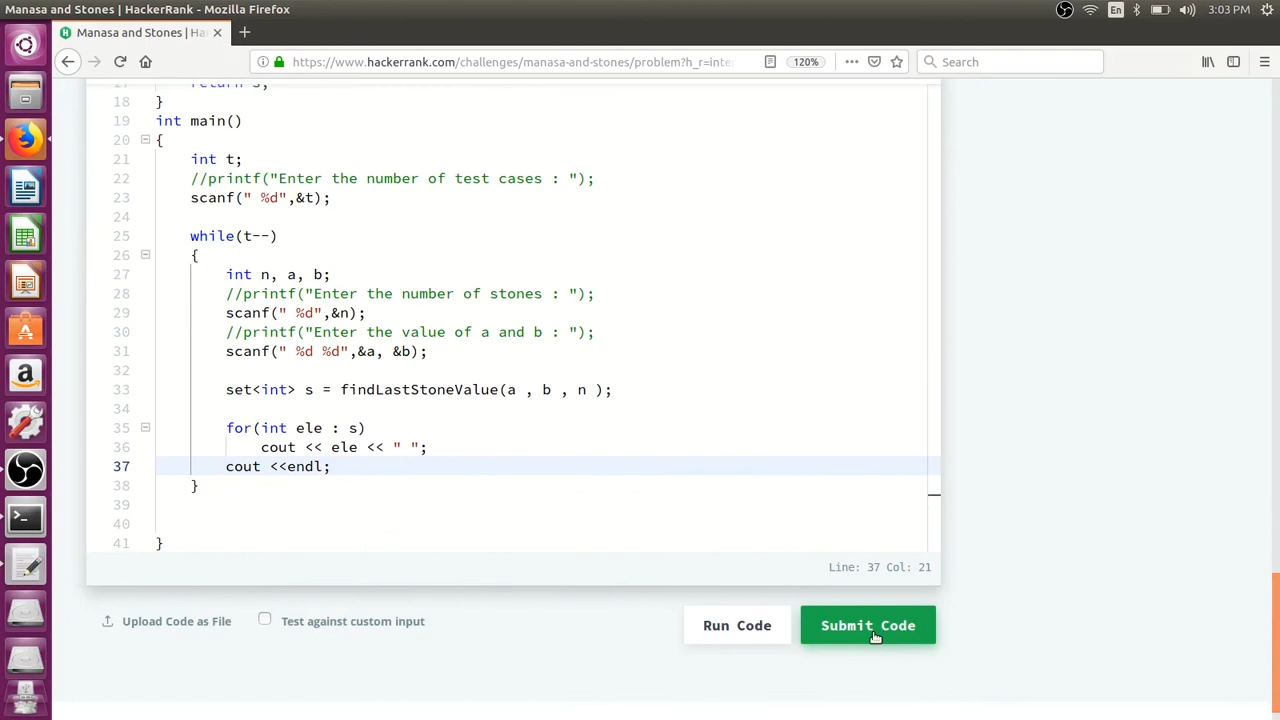 Manasa and Stones | HackerRank - Mozilla Firefox
En
3:03 PM
Manasa and Stones | Ha
https://www.hackerrank.com/challenges/manasa-and-stones/problem?h_r=inte
120%
Search
return s;
18 }
19 int main()
20 {
21 int t;
22 //printf("Enter the number of test cases : ");
23 scanf(" %d",&t);
24
25 while(t--)
26 {
27 int n, a, b;
28 //printf("Enter the number of stones : ");
29 scanf(" %d",&n);
30 //printf("Enter the value of a and b : ");
31 scanf(" %d %d",&a, &b);
32
33 set<int> s = findLastStoneValue(a , b , n );
34
35 for(int ele : s)
36 cout << ele << " ";
37 cout <<endl;
38 }
39
40
41 }
Line: 37 Col: 21
Upload Code as File
Test against custom input
Run Code
Submit Code